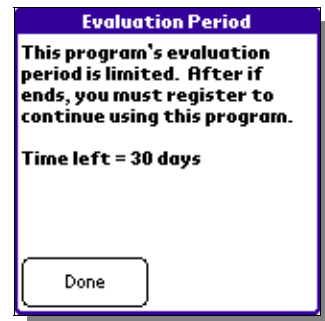 Evaluation Period
This program's evaluation
period is limited. After if
ends, you must register to
continue using this program.
Time left = 30 days
Done